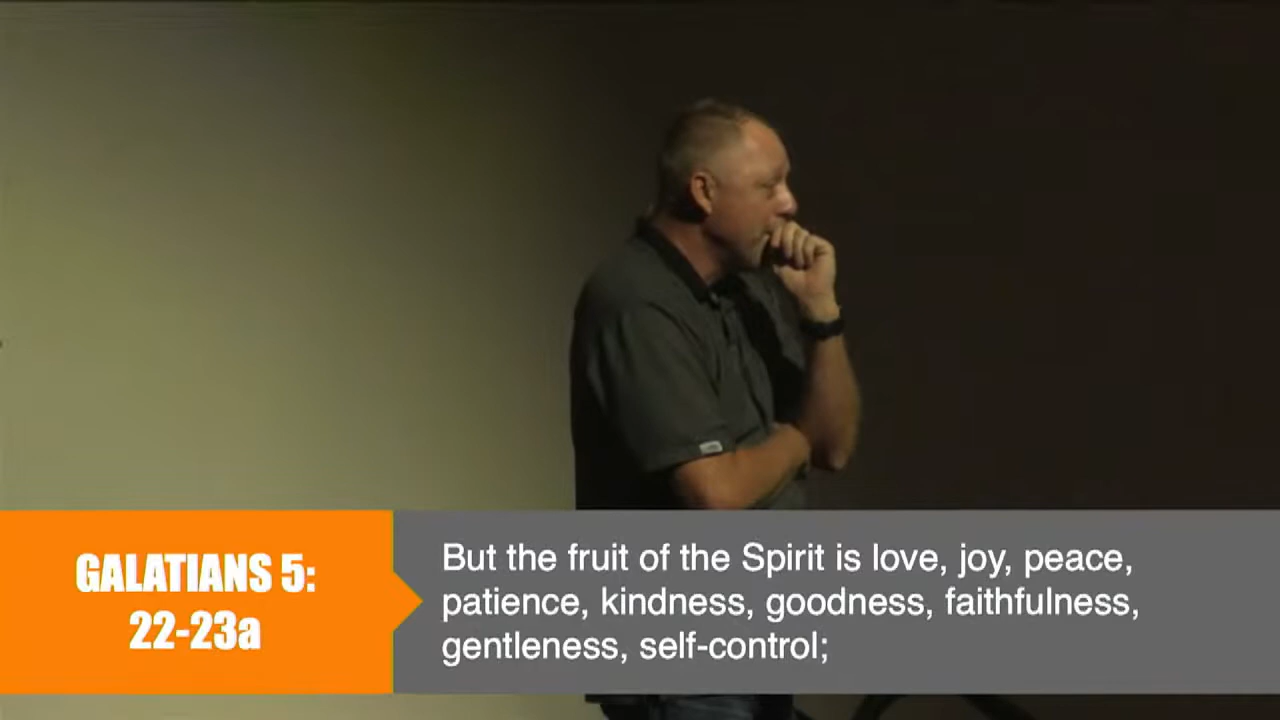 GALATIANS 5:
22-23a
But the fruit of the Spirit is love, joy, peace,
patience, kindness, goodness, faithfulness,
gentleness, self-control;